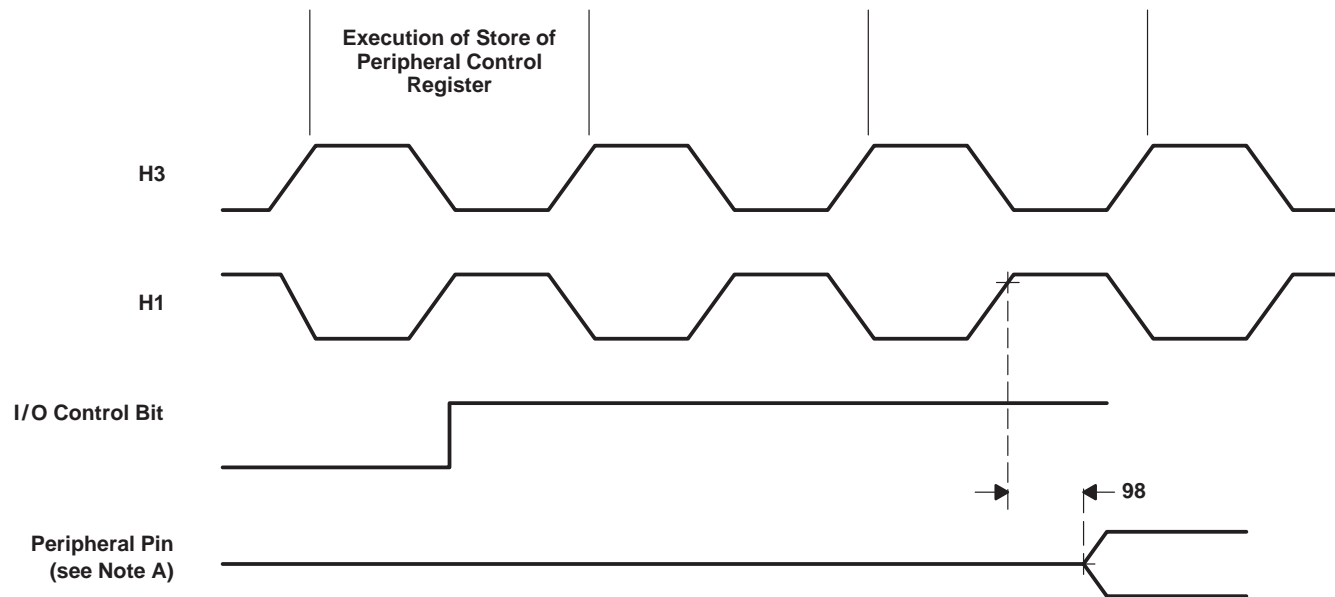 Execution of Store of
Peripheral Control
Register
H3
H1
I/O Control Bit
98
Peripheral Pin
(see Note A)